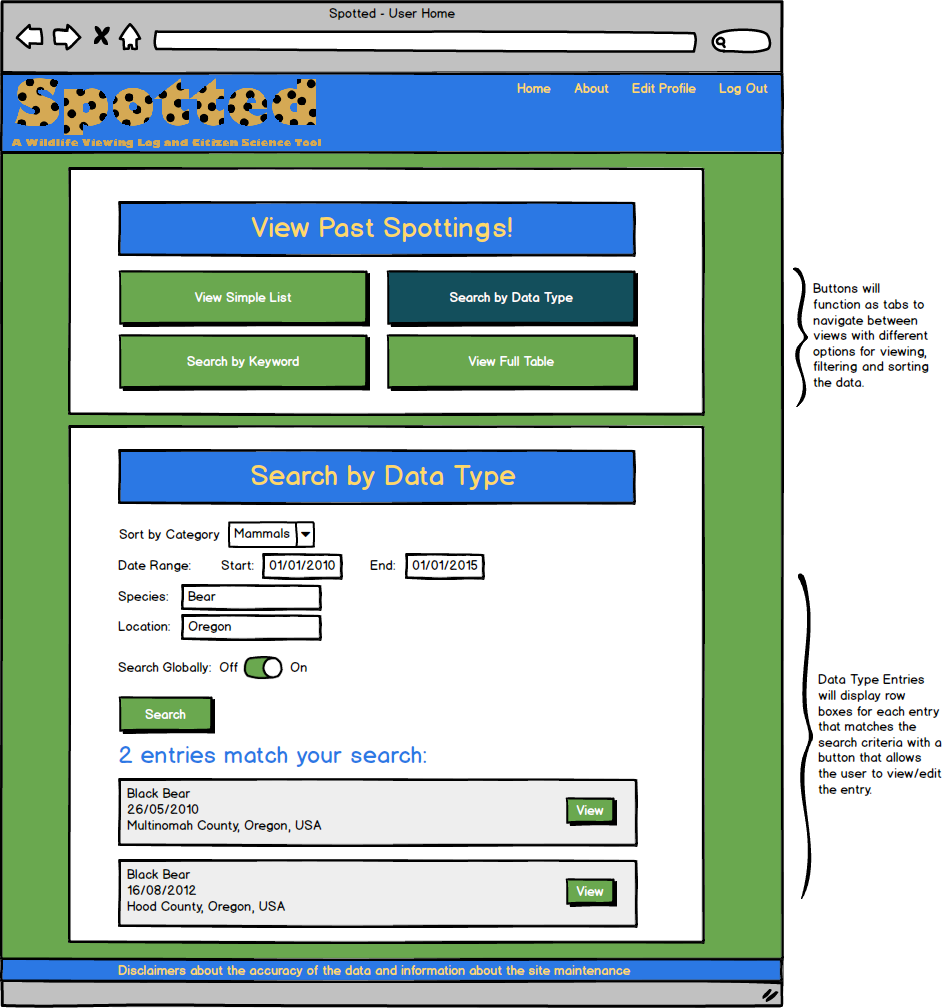 Spotted - User Home
Spotted
A Wildlife Viewing Log and Citizen Science Tool
Home About Edit Profile Log Out
View Past Spottings!
View Simple List Search by Data Type
Search by Keyword View Full Table
Buttons will
function as tabs to
navigate between
views with different
options for viewing,
filtering and sorting
the data.
Search by Data Type
Sort by Category Mammals
Date Range: Start: 01/01/2010 End: 01/01/2015
Species: Bear
Location: Oregon
Search Globally: Off On
Search
2 entries match your search:
Black Bear
26/05/2010
Multinomah County, Oregon, USA
View
Black Bear
16/08/2012
Hood County, Oregon, USA
View
Data Type Entries
will display row
boxes for each entry
that matches the
search criteria with a
button that allows
the user to view/edit
the entry.
Disclaimers about the accuracy of the data and information about the site maintenance